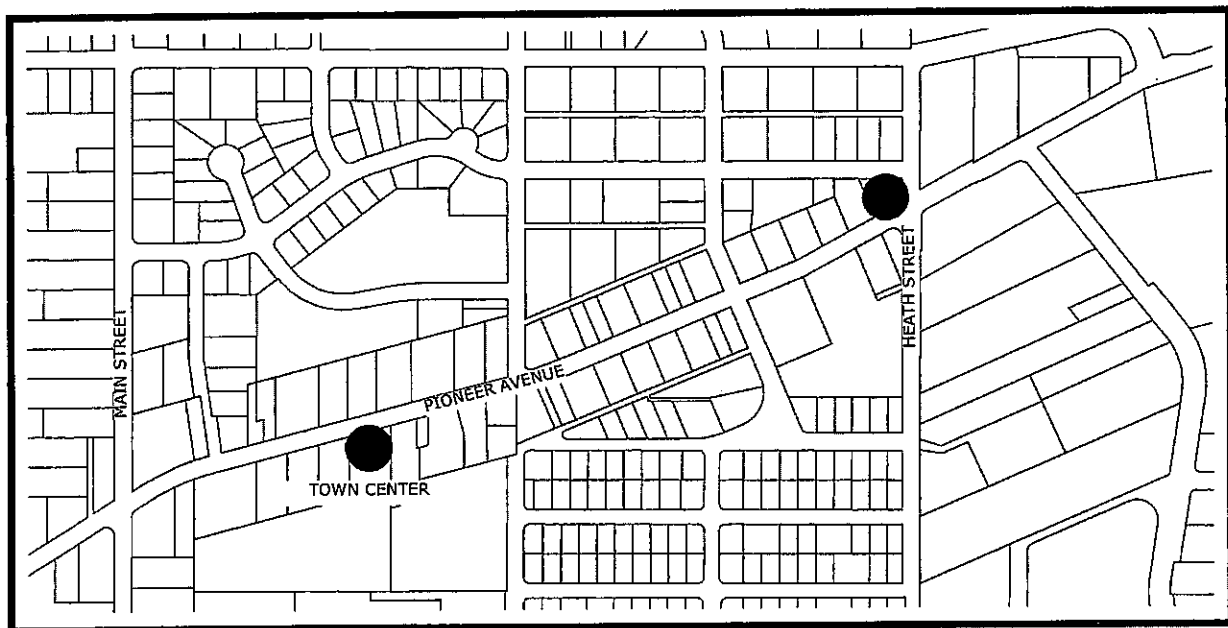 MAIN STREET
PIONEER AVENUE
TOWN CENTER
HEATH STREET